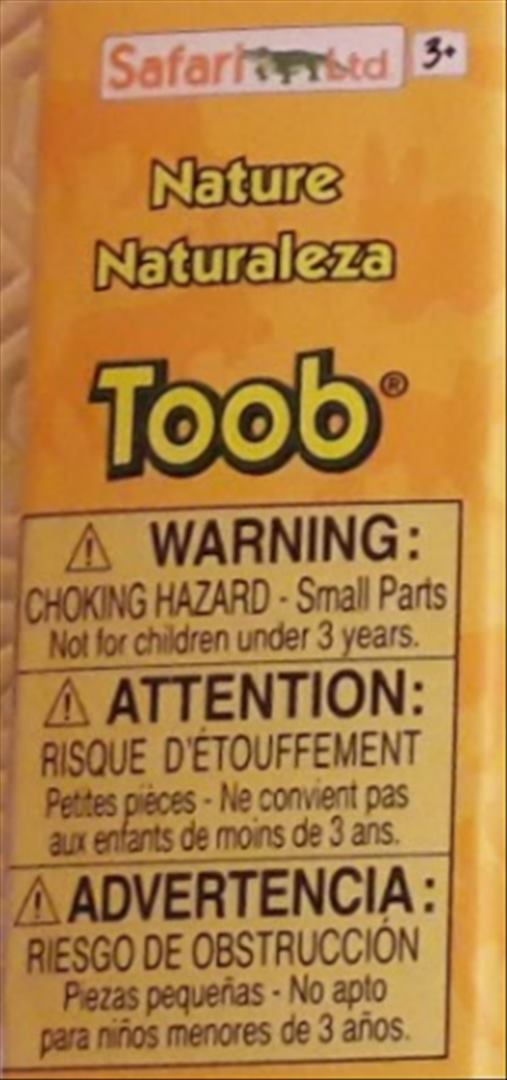 Safari Ltd 3+
Nature
Naturaleza
Toob®
⚠ WARNING:
CHOKING HAZARD - Small Parts
Not for children under 3 years.
⚠ ATTENTION:
RISQUE D'ÉTOUFFEMENT
Petites pièces - Ne convient pas
aux enfants de moins de 3 ans.
⚠ ADVERTENCIA:
RIESGO DE OBSTRUCCIÓN
Piezas pequeñas - No apto
para niños menores de 3 años.